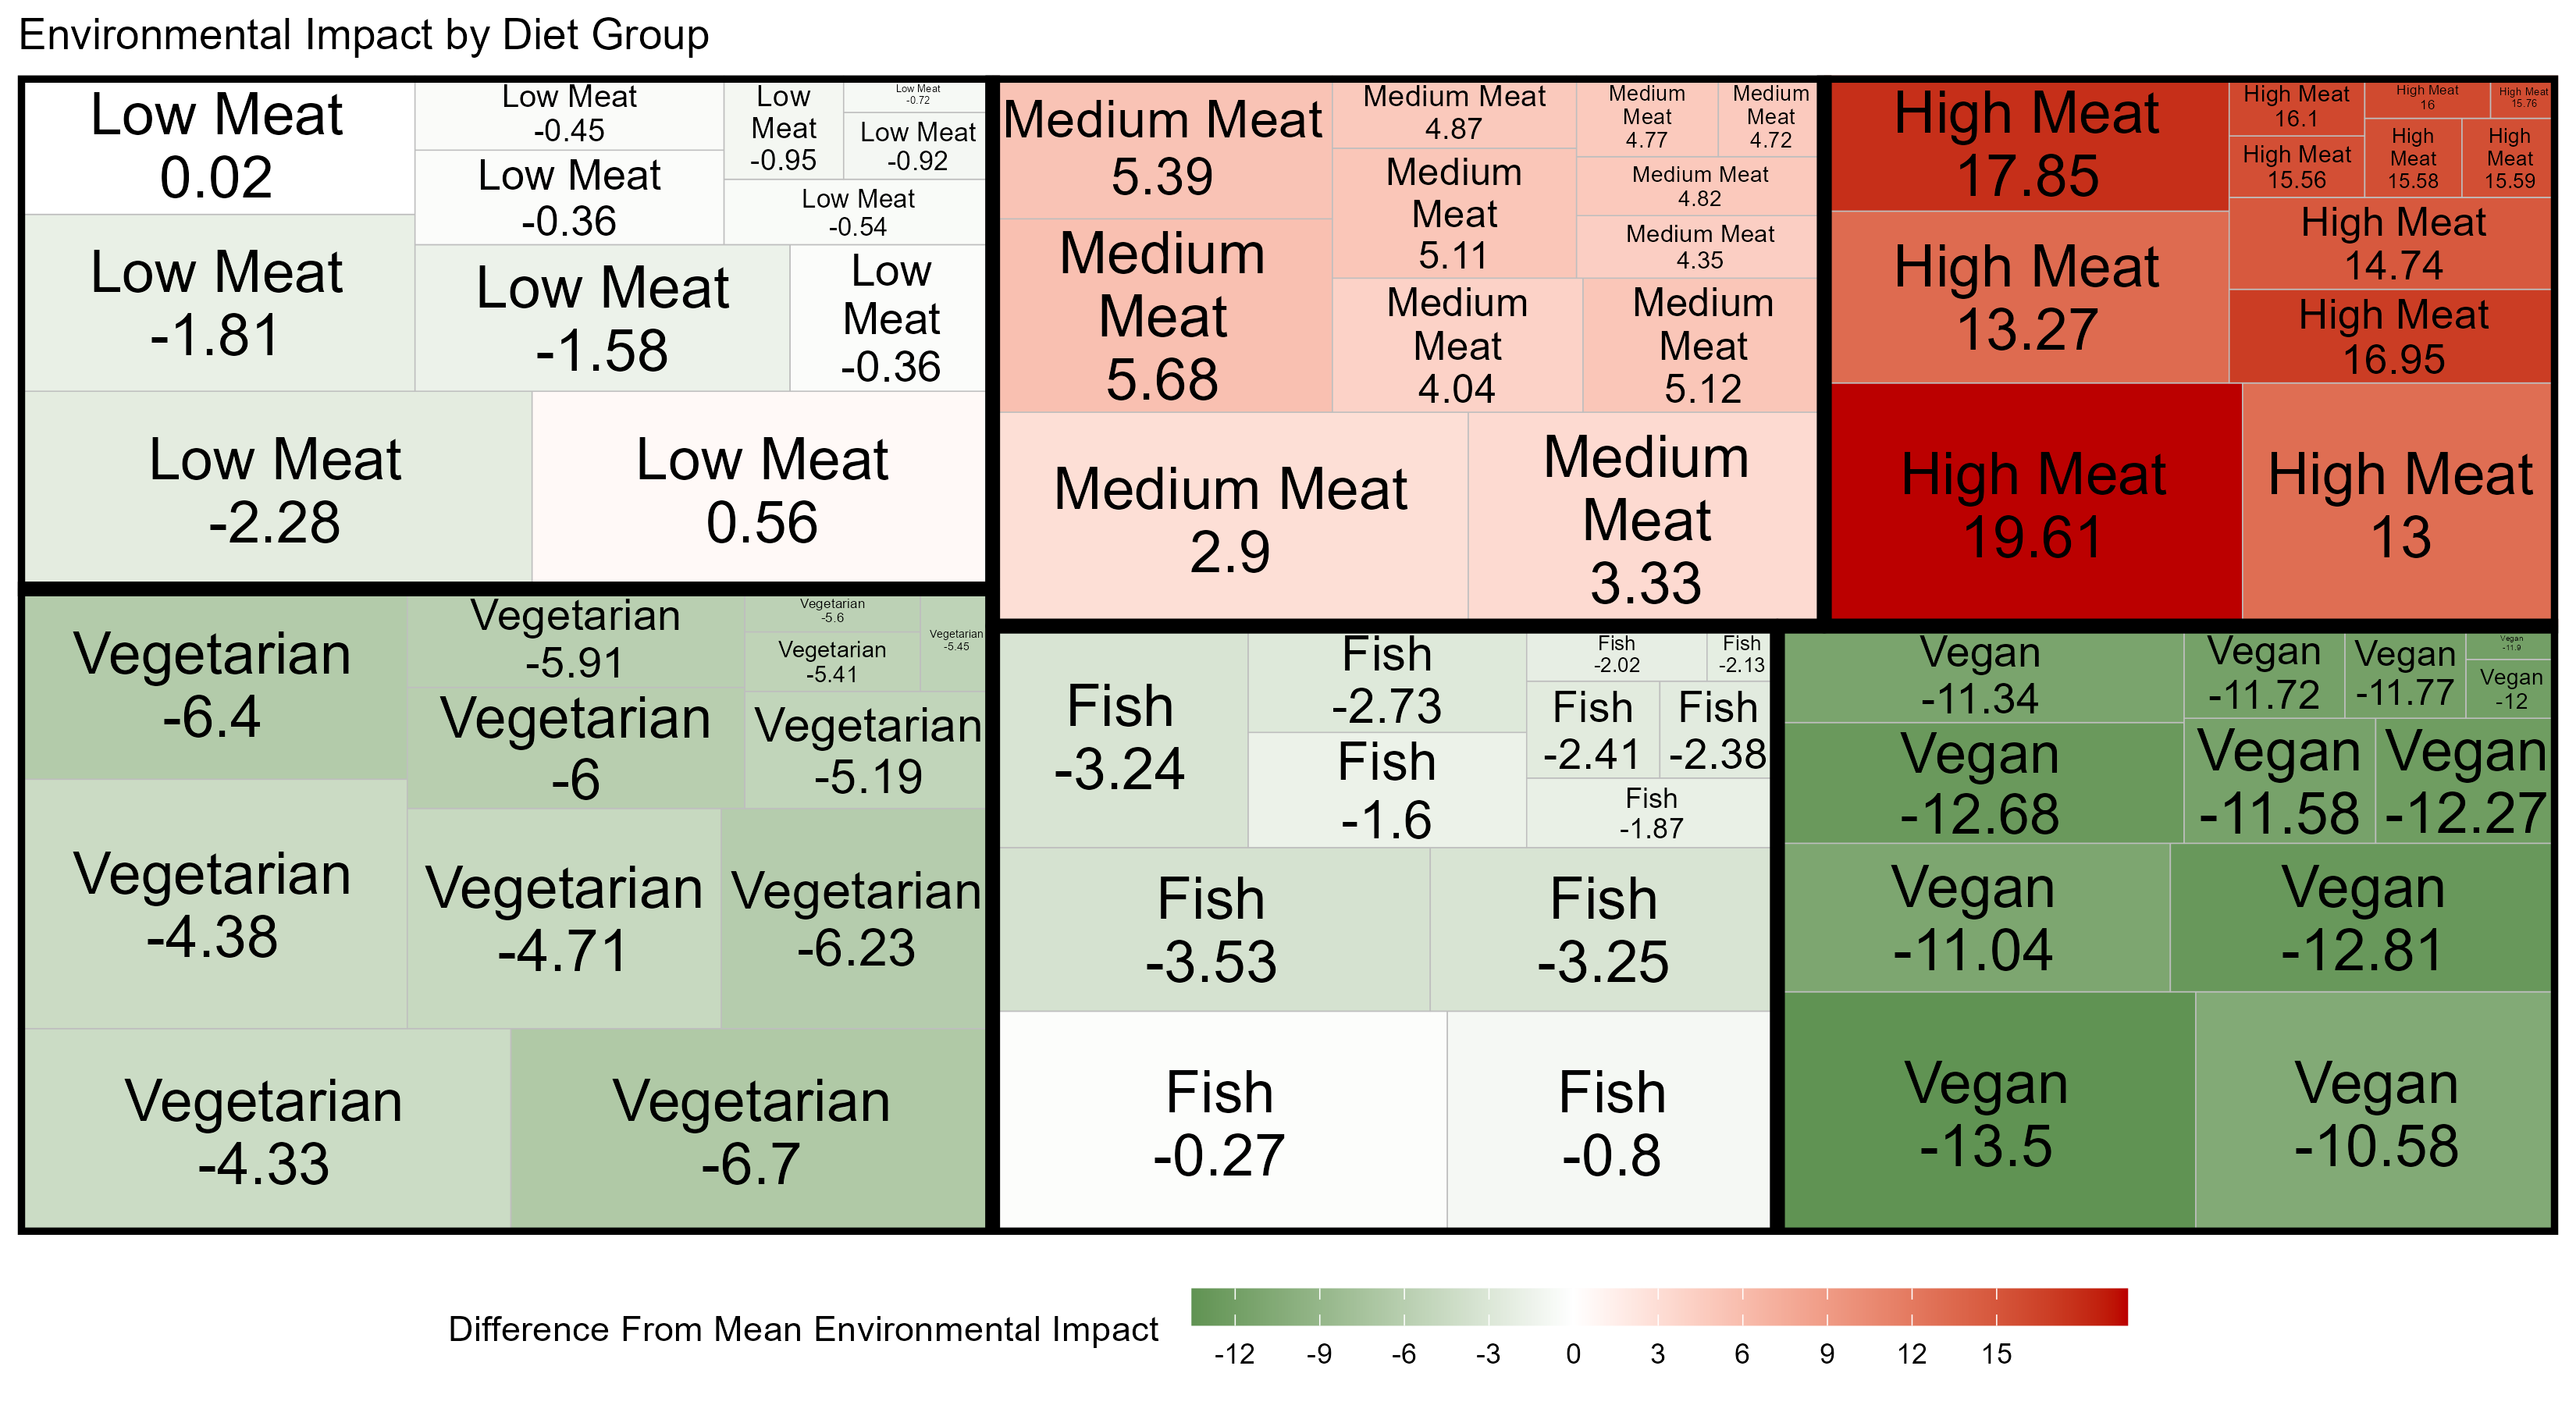 Environmental Impact by Diet Group
Low Meat
0.02
Low Meat
-0.45
Low
Meat
-0.95
Low Meat
-0.72
Low Meat
-0.92
Low Meat
-0.36
Low Meat
-0.54
Low Meat
-1.81
Low Meat
-1.58
Low
Meat
-0.36
Low Meat
-2.28
Low Meat
0.56
Medium Meat
5.39
Medium Meat
4.87
Medium
Meat
4.77
Medium
Meat
4.72
Medium
Meat
5.11
Medium Meat
4.82
Medium Meat
4.35
Medium
Meat
5.68
Medium
Meat
4.04
Medium
Meat
5.12
Medium Meat
2.9
Medium
Meat
3.33
High Meat
17.85
High Meat
16.1
High Meat
16
High Meat
15.76
High Meat
15.56
High
Meat
15.58
High
Meat
15.59
High Meat
13.27
High Meat
14.74
High Meat
16.95
High Meat
19.61
High Meat
13
Vegetarian
-6.4
Vegetarian
-5.91
Vegetarian
-5.6
Vegetarian
-5.45
Vegetarian
-5.41
Vegetarian
-6
Vegetarian
-5.19
Vegetarian
-4.38
Vegetarian
-4.71
Vegetarian
-6.23
Vegetarian
-4.33
Vegetarian
-6.7
Fish
-3.24
Fish
-2.73
Fish
-2.02
Fish
-2.13
Fish
-1.6
Fish
-2.41
Fish
-2.38
Fish
-1.87
Fish
-3.53
Fish
-3.25
Fish
-0.27
Fish
-0.8
Vegan
-11.34
Vegan
-11.72
Vegan
-11.77
Vegan
-11.9
Vegan
-12
Vegan
-12.68
Vegan
-11.58
Vegan
-12.27
Vegan
-11.04
Vegan
-12.81
Vegan
-13.5
Vegan
-10.58
Difference From Mean Environmental Impact
-12 -9 -6 -3 0 3 6 9 12 15